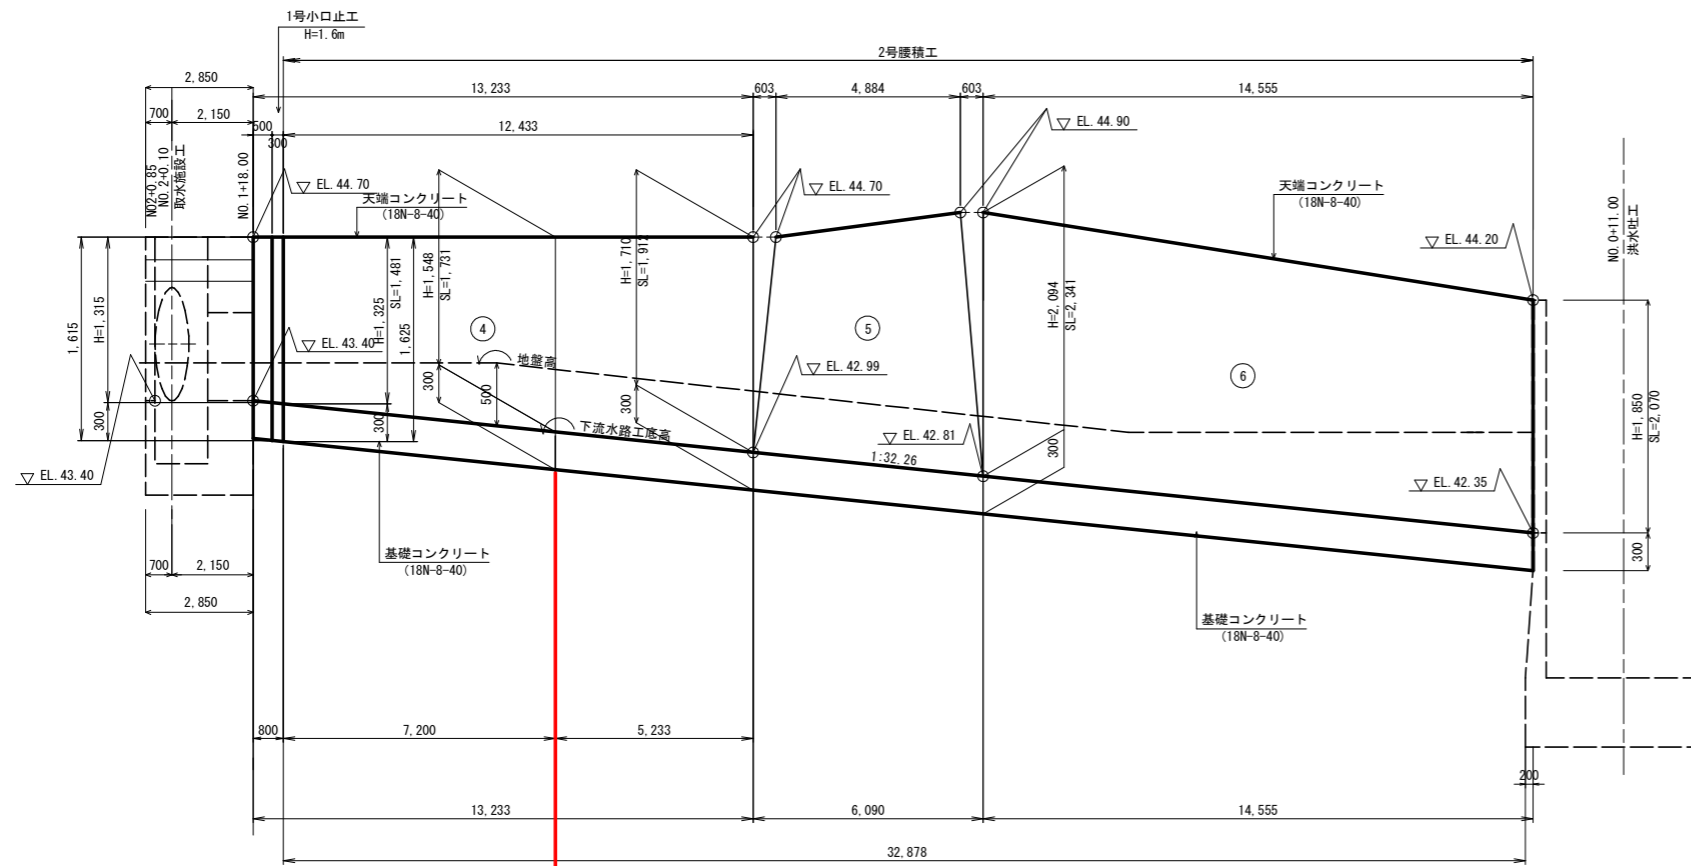 1号小口止工
H=1.6m
2号腰積工
2,850
13,233
603
4,884
603
14,555
700
2,150
500
300
12,433
NO2+0.85
NO.2+0.10
取水施設工
NO.1+18.00
▽ EL.44.70
天端コンクリート
(18N-8-40)
▽ EL.44.70
▽ EL.44.90
天端コンクリート
(18N-8-40)
▽ EL.44.20
NO.0+11.00
洪水吐工
1,615
H=1,315
300
H=1,325
SL=1,481
1,625
300
H=1,548
SL=1,731
300
H=1,710
SL=1,912
300
H=2,094
SL=2,341
300
H=1,850
SL=2,070
300
④
⑤
⑥
▽ EL.43.40
地盤高
500
▽ EL.42.99
下流水路工底高
▽ EL.42.81
1:32.26
▽ EL.43.40
▽ EL.42.35
基礎コンクリート
(18N-8-40)
700
2,150
2,850
基礎コンクリート
(18N-8-40)
800
7,200
5,233
200
13,233
6,090
14,555
32,878